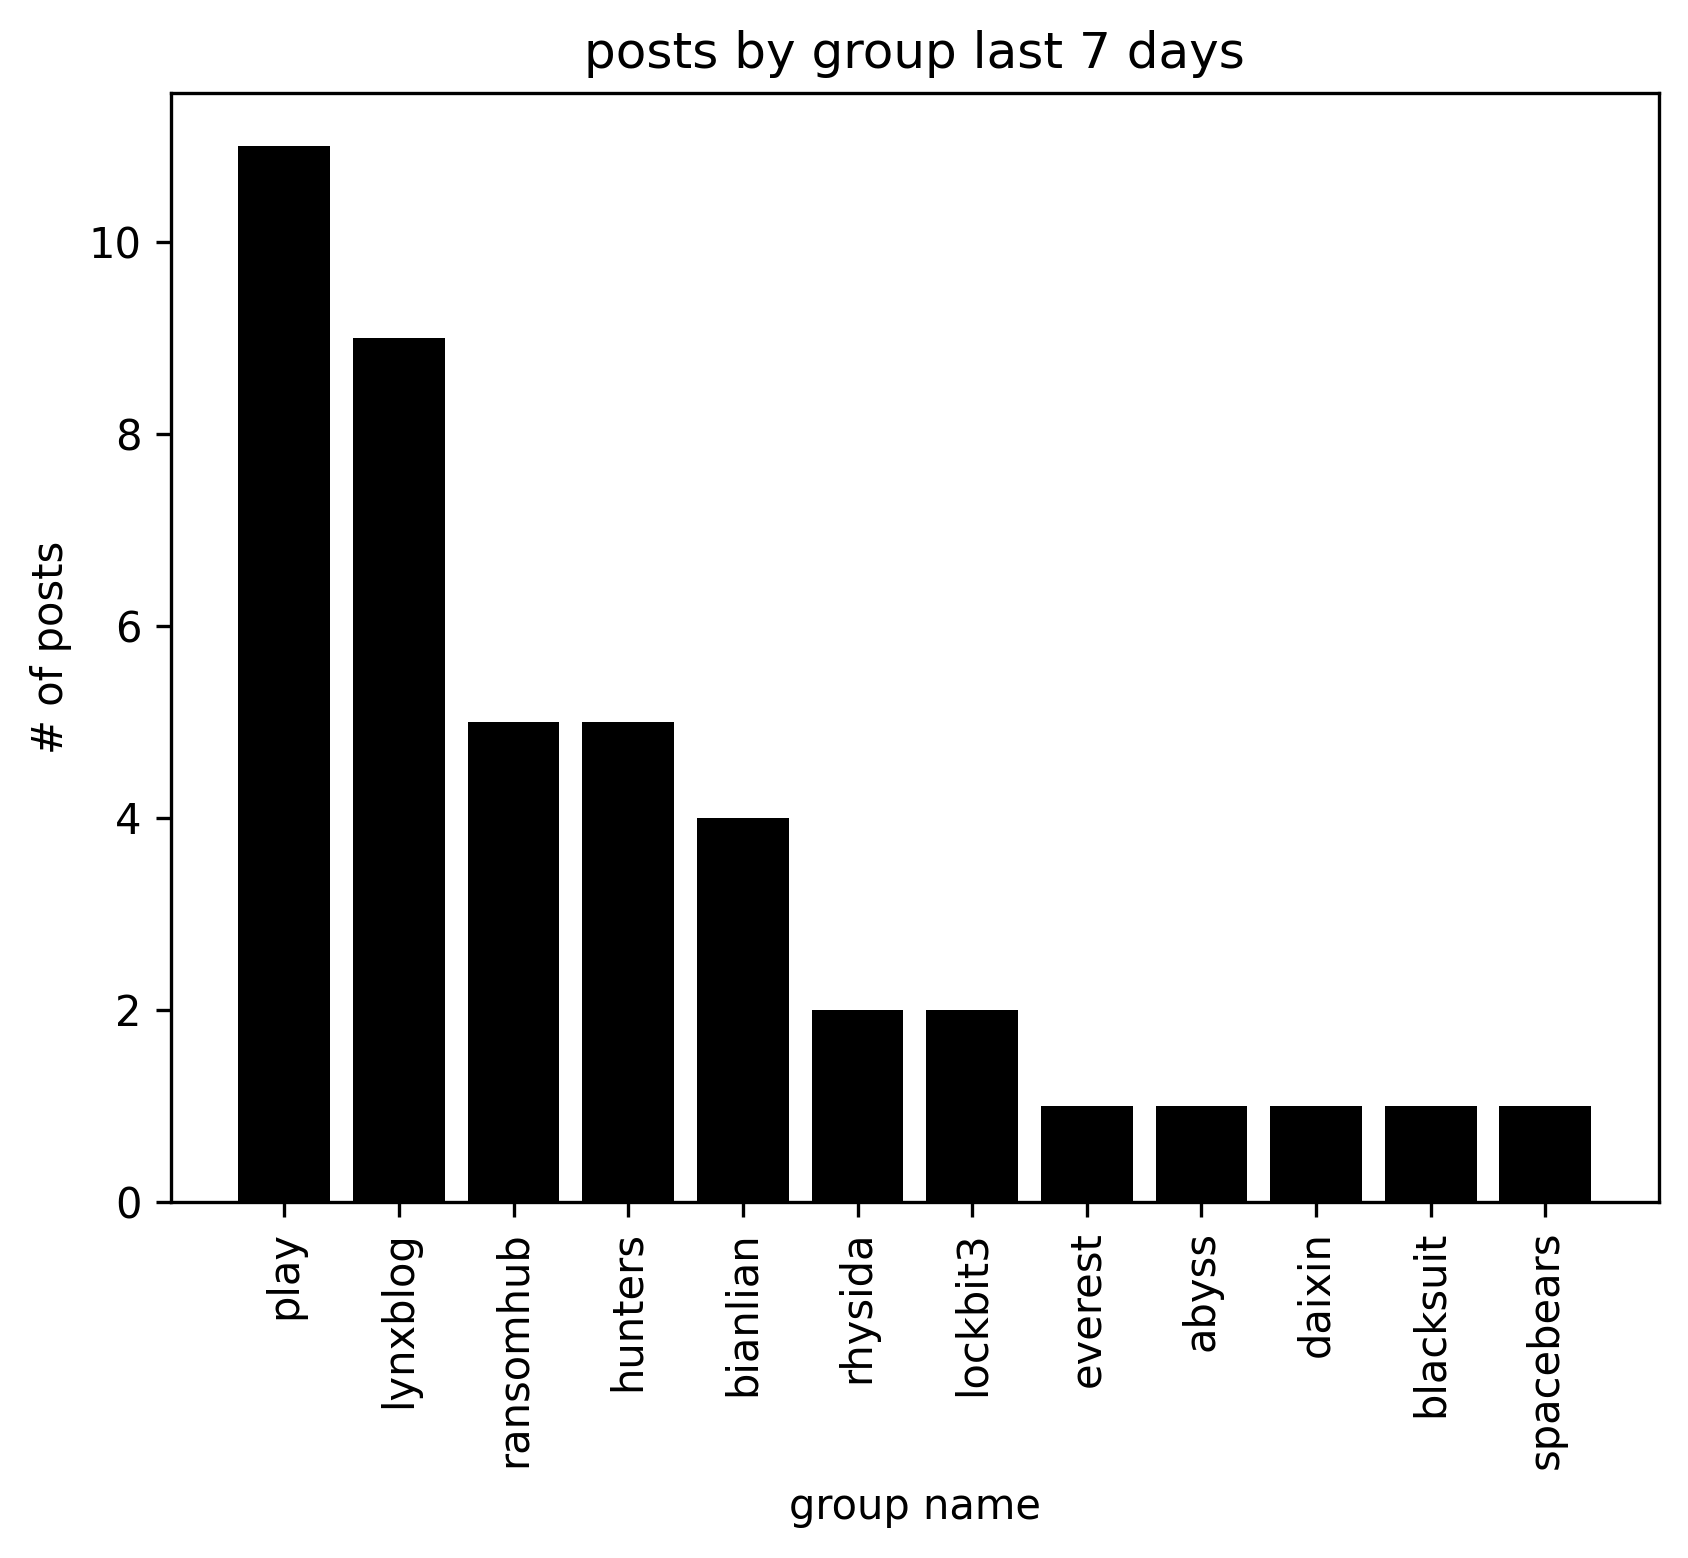 posts by group last 7 days
# of posts
10
8
6
4
2
0
play
lynxblog
ransomhub
hunters
bianlian
rhysida
lockbit3
everest
abyss
daixin
blacksuit
spacebears
group name